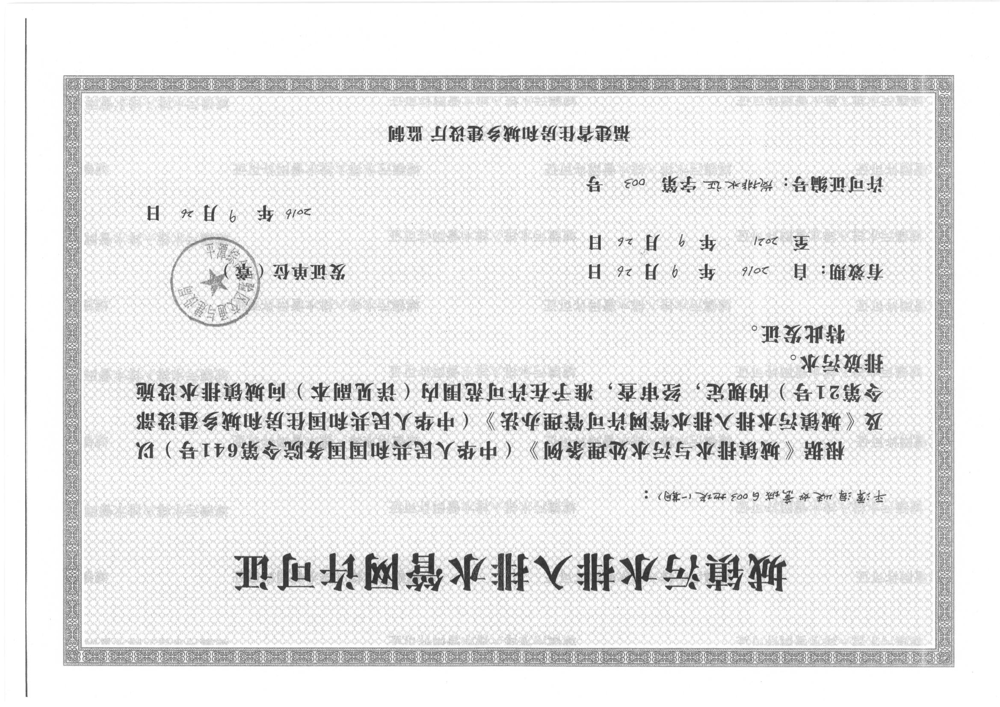 城镇污水排入排水管网许可证
平潭海峡如意城G003地块(一期)：
根据《城镇排水与污水处理条例》（中华人民共和国国务院令第641号）以
及《城镇污水排入排水管网许可管理办法》（中华人民共和国住房和城乡建设部
令第21号）的规定，经审查，准予在许可范围内（详见副本）向城镇排水设施
排放污水。
特此发证。
有效期：自 2016 年 9 月 26 日
至 2021 年 9 月 26 日
发证单位（章）
平潭综合实验区交通与建设局
2016 年 9 月 26 日
许可证编号： 排水证 字第 003 号
福建省住房和城乡建设厅 监制